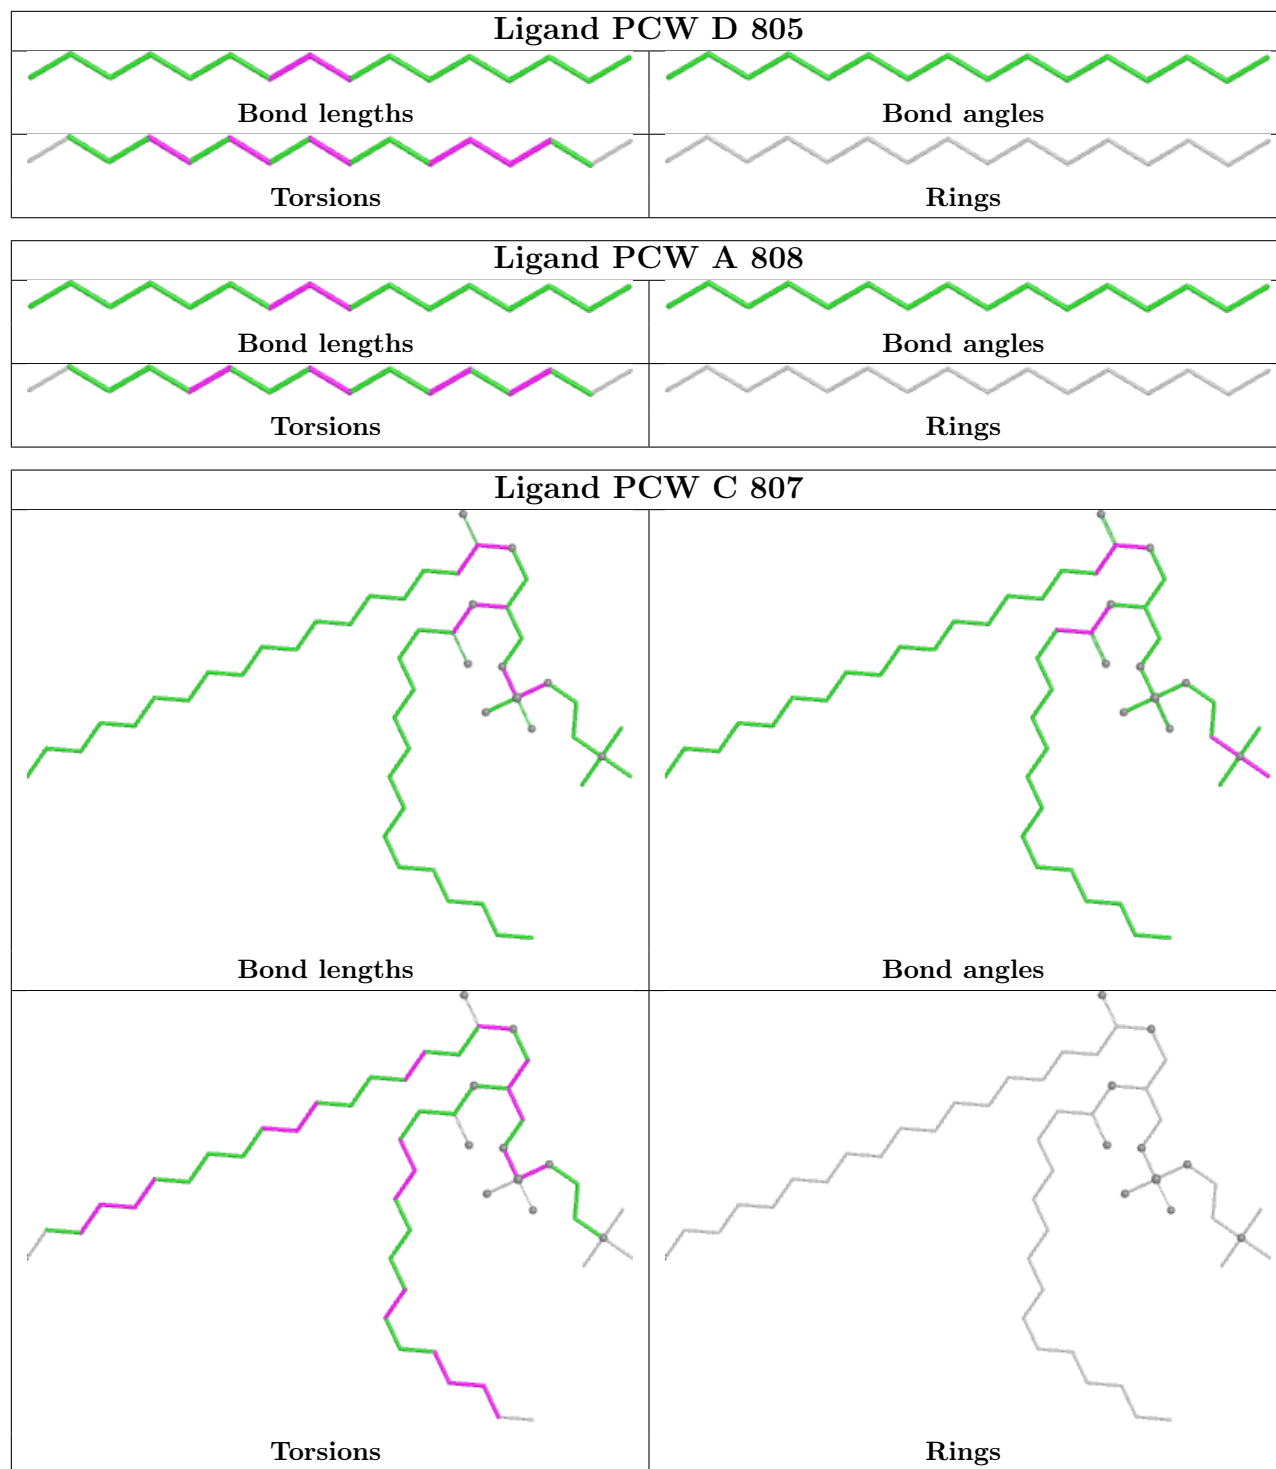 Ligand PCW D 805
Bond lengths
Bond angles
Torsions
Rings
Ligand PCW A 808
Bond lengths
Bond angles
Torsions
Rings
Ligand PCW C 807
Bond lengths
Bond angles
Torsions
Rings